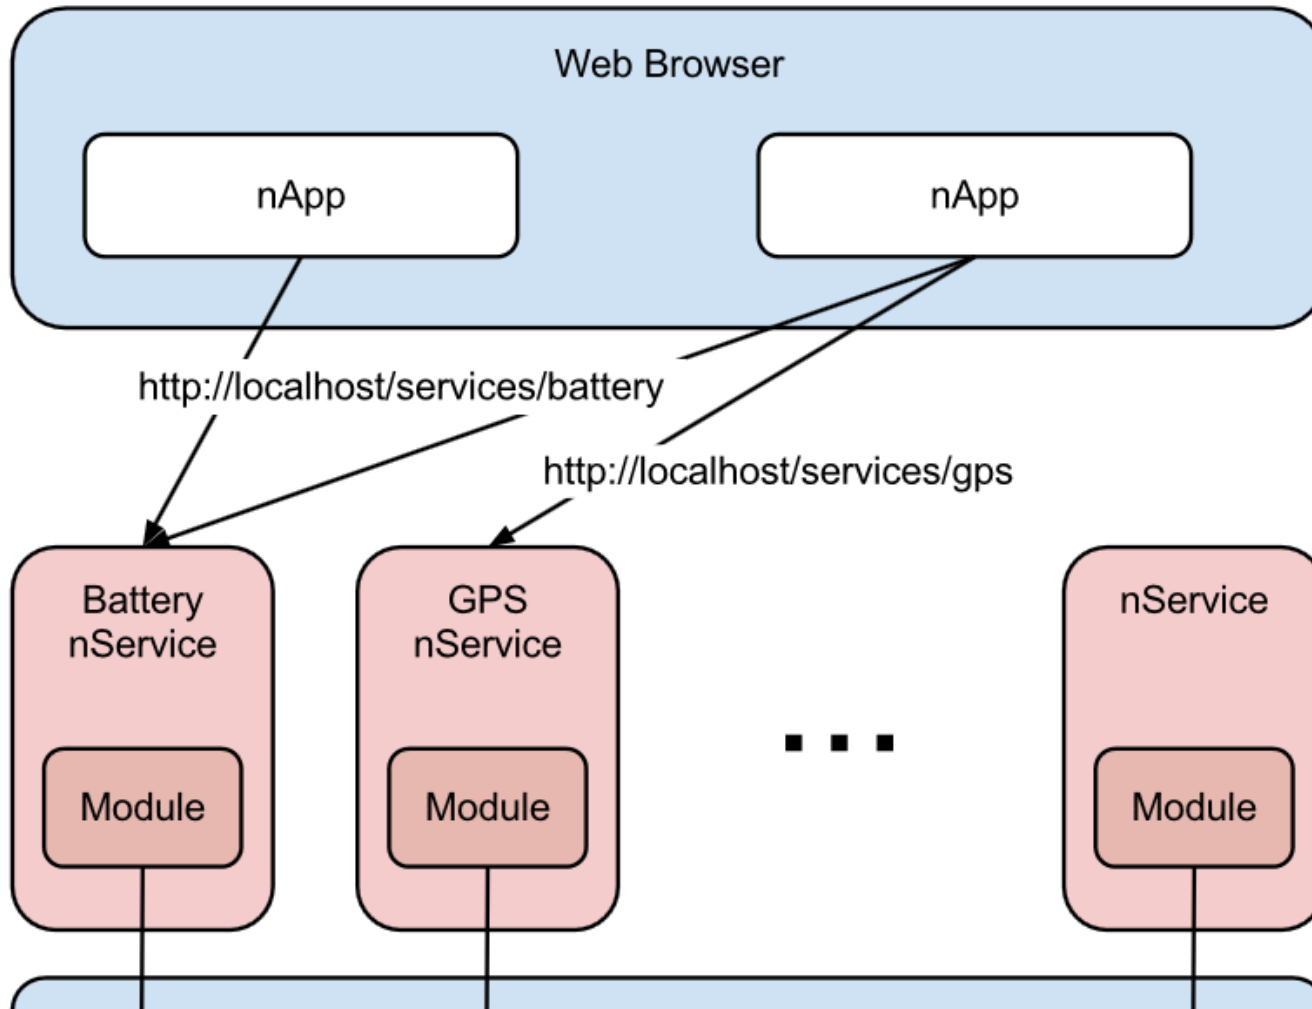 Web Browser
nApp
nApp
http://localhost/services/battery
http://localhost/services/gps
Battery
nService
GPS
nService
nService
Module
Module
Module